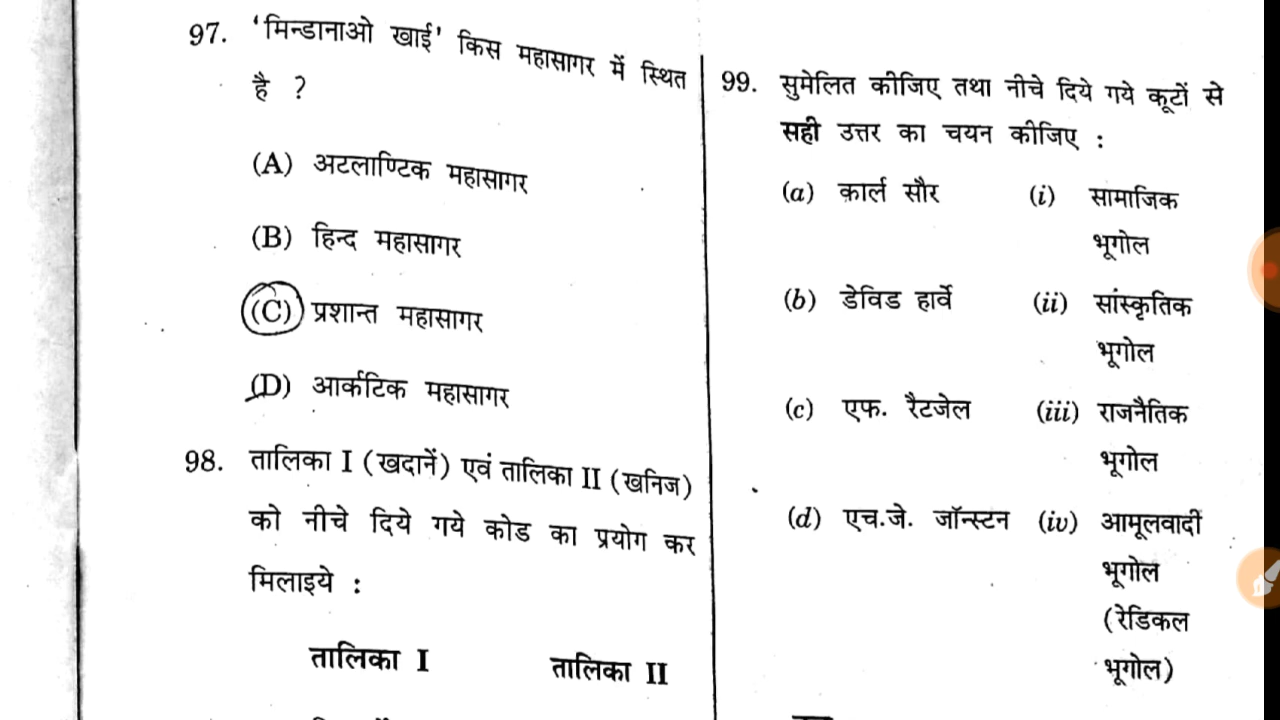 97. ‘मिन्डानाओ खाई’ किस महासागर में स्थित
है ?
(A) अटलाण्टिक महासागर
(B) हिन्द महासागर
(C) प्रशान्त महासागर
(D) आर्कटिक महासागर
98. तालिका I (खदानें) एवं तालिका II (खनिज)
को नीचे दिये गये कोड का प्रयोग कर
मिलाइये :
तालिका I तालिका II
99. सुमेलित कीजिए तथा नीचे दिये गये कूटों से
सही उत्तर का चयन कीजिए :
(a) कार्ल सौर (i) सामाजिक
भूगोल
(b) डेविड हार्वे (ii) सांस्कृतिक
भूगोल
(c) एफ. रैटजेल (iii) राजनैतिक
भूगोल
(d) एच.जे. जॉन्स्टन (iv) आमूलवादी
भूगोल
(रेडिकल
भूगोल)